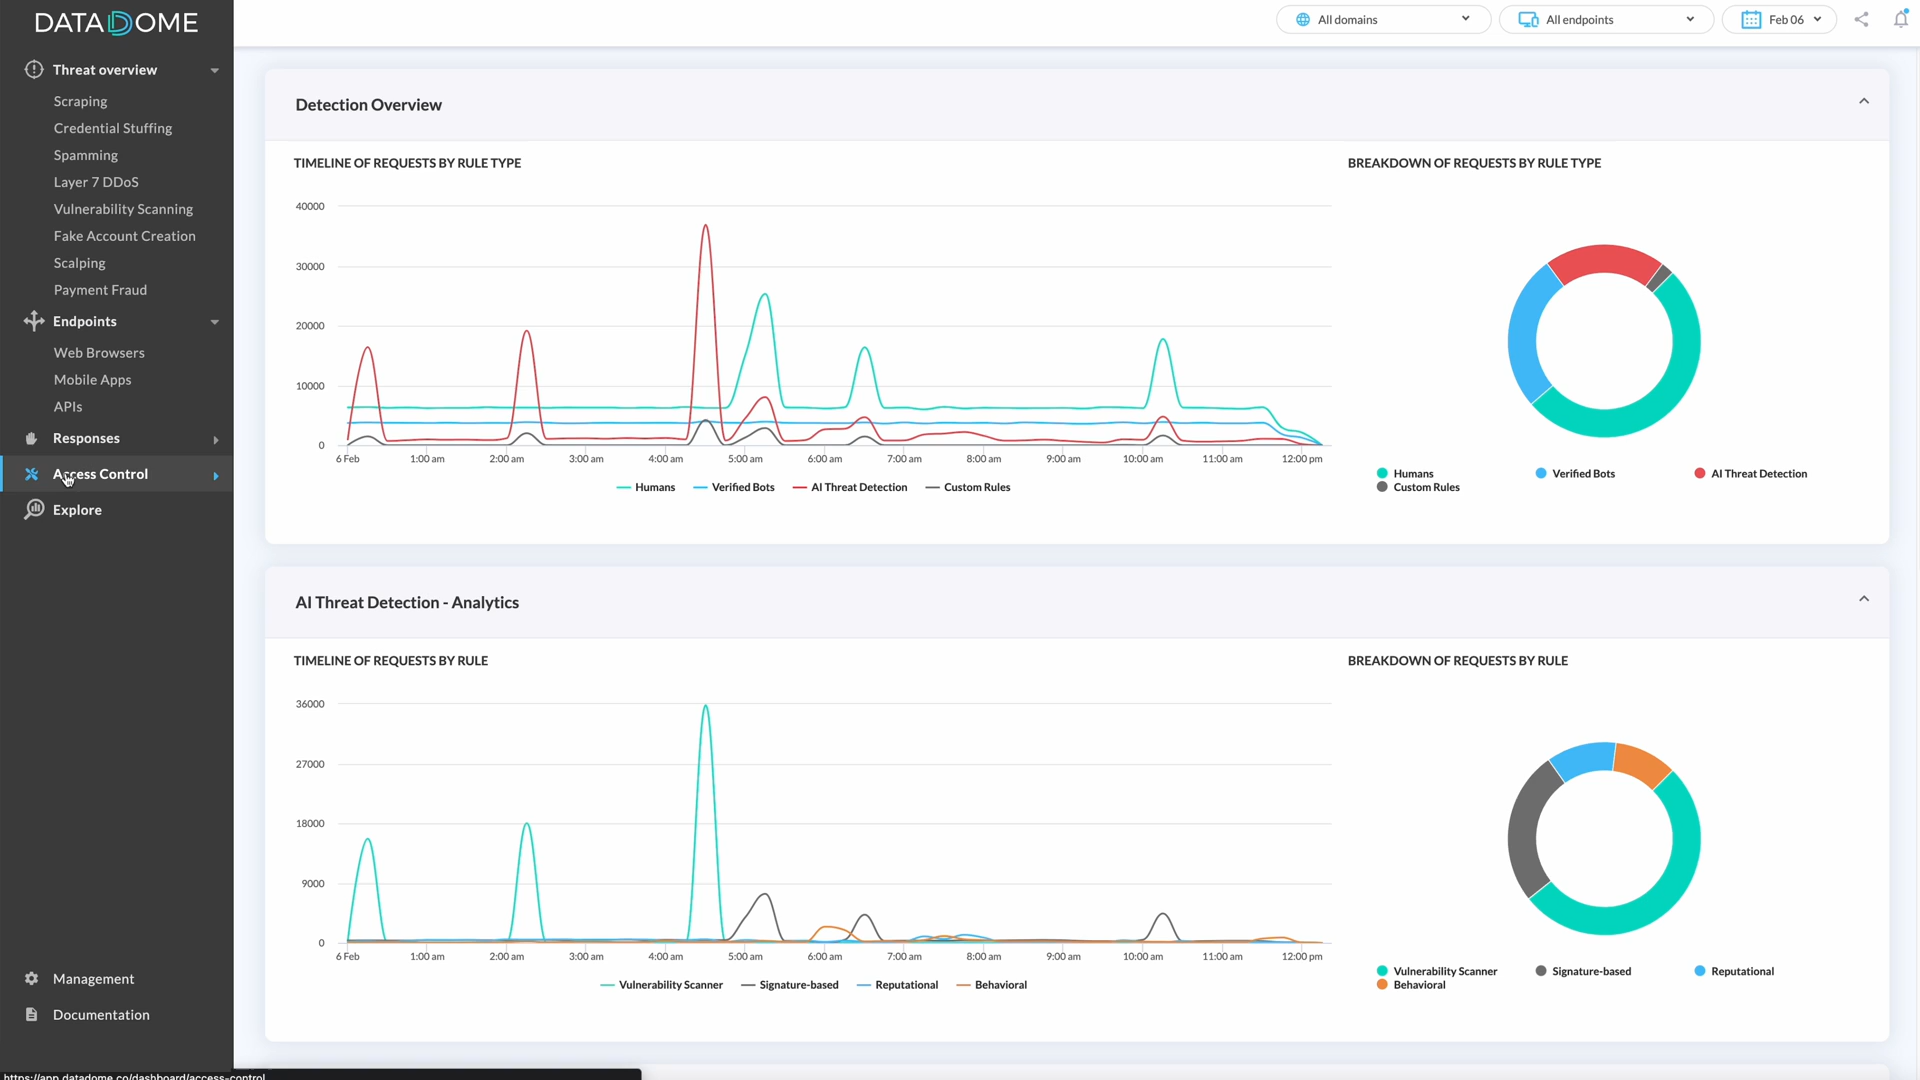 DATADOME
All domains
All endpoints
Feb 06
Threat overview
Scraping
Credential Stuffing
Spamming
Layer 7 DDoS
Vulnerability Scanning
Fake Account Creation
Scalping
Payment Fraud
Endpoints
Web Browsers
Mobile Apps
APIs
Responses
Access Control
Explore
Management
Documentation
https://app.datadome.co/dashboard/access-control
Detection Overview
TIMELINE OF REQUESTS BY RULE TYPE
40000
30000
20000
10000
0
6 Feb 1:00 am 2:00 am 3:00 am 4:00 am 5:00 am 6:00 am 7:00 am 8:00 am 9:00 am 10:00 am 11:00 am 12:00 pm
Humans Verified Bots AI Threat Detection Custom Rules
BREAKDOWN OF REQUESTS BY RULE TYPE
Humans Verified Bots AI Threat Detection
Custom Rules
AI Threat Detection - Analytics
TIMELINE OF REQUESTS BY RULE
36000
27000
18000
9000
0
6 Feb 1:00 am 2:00 am 3:00 am 4:00 am 5:00 am 6:00 am 7:00 am 8:00 am 9:00 am 10:00 am 11:00 am 12:00 pm
Vulnerability Scanner Signature-based Reputational Behavioral
BREAKDOWN OF REQUESTS BY RULE
Vulnerability Scanner Signature-based Reputational
Behavioral